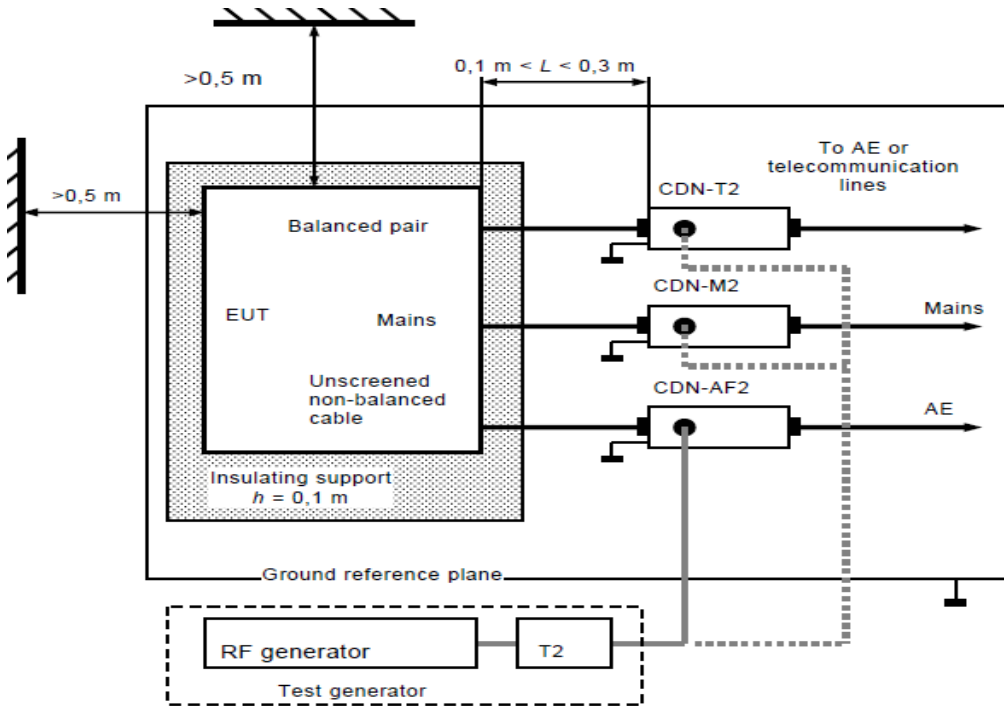 >0,5 m
0,1 m < L < 0,3 m
To AE or
telecommunication
lines
>0,5 m
CDN-T2
Balanced pair
CDN-M2
EUT
Mains
Mains
Unscreened
non-balanced
cable
CDN-AF2
AE
Insulating support
h = 0,1 m
Ground reference plane
RF generator
T2
Test generator